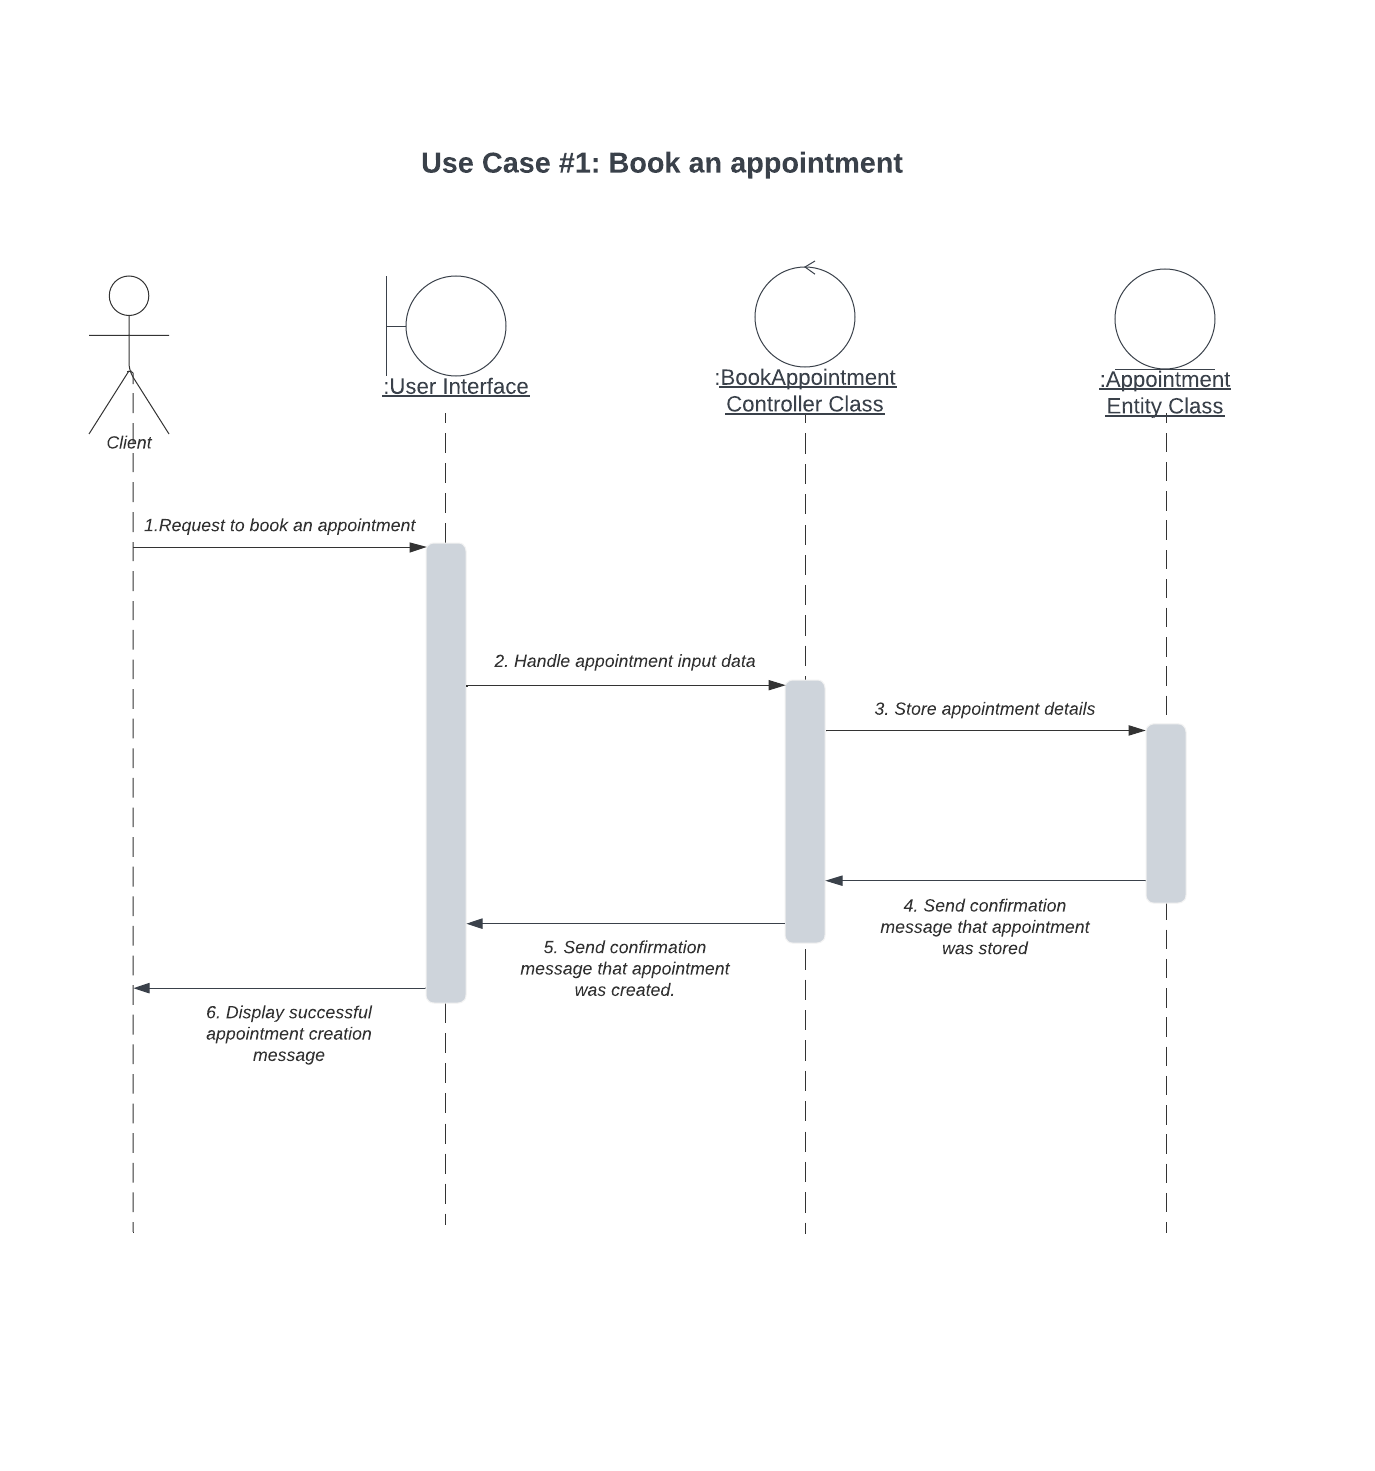 Use Case #1: Book an appointment
Client
:User Interface
:BookAppointment
Controller Class
:Appointment
Entity Class
1.Request to book an appointment
2. Handle appointment input data
3. Store appointment details
4. Send confirmation
message that appointment
was stored
5. Send confirmation
message that appointment
was created.
6. Display successful
appointment creation
message